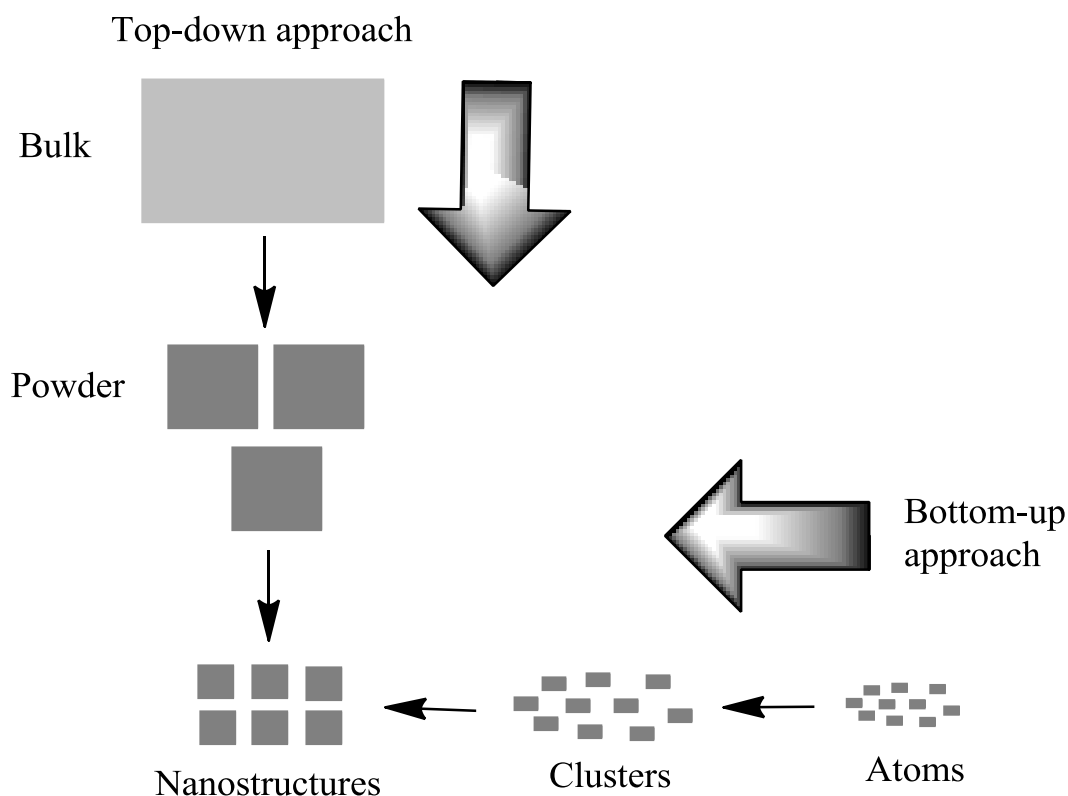 Top-down approach
Bulk
Powder
Bottom-up
approach
Nanostructures
Clusters
Atoms